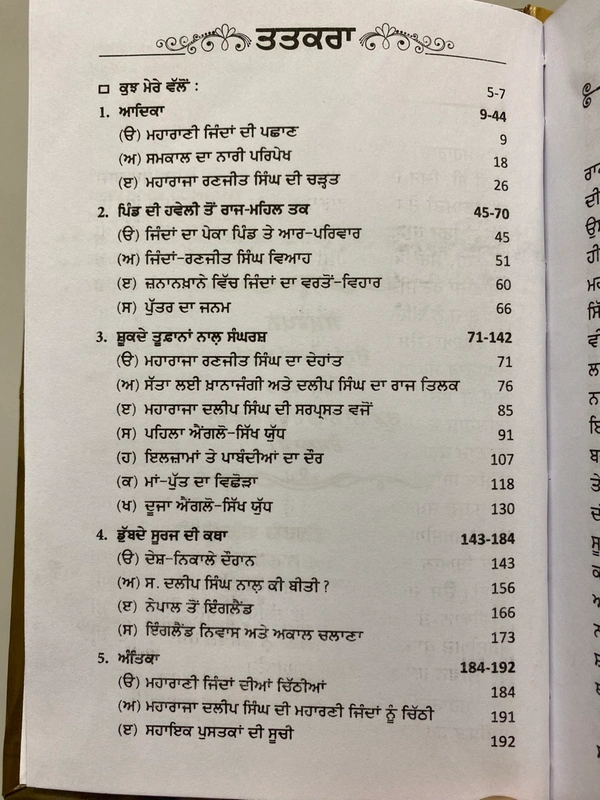 ਤਤਕਰਾ
□ ਕੁਝ ਮੇਰੇ ਵੱਲੋਂ : 5-7
1. ਆਦਿਕਾ 9-44
(ੳ) ਮਹਾਰਾਣੀ ਜਿੰਦਾਂ ਦੀ ਪਛਾਣ 9
(ਅ) ਸਮਕਾਲ ਦਾ ਨਾਰੀ ਪਰਿਪੇਖ 18
(ੲ) ਮਹਾਰਾਜਾ ਰਣਜੀਤ ਸਿੰਘ ਦੀ ਚੜ੍ਹਤ 26
2. ਪਿੰਡ ਦੀ ਹਵੇਲੀ ਤੋਂ ਰਾਜ-ਮਹਿਲ ਤਕ 45-70
(ੳ) ਜਿੰਦਾਂ ਦਾ ਪੇਕਾ ਪਿੰਡ ਤੇ ਆਰ-ਪਰਿਵਾਰ 45
(ਅ) ਜਿੰਦਾਂ-ਰਣਜੀਤ ਸਿੰਘ ਵਿਆਹ 51
(ੲ) ਜ਼ਨਾਨਖ਼ਾਨੇ ਵਿੱਚ ਜਿੰਦਾਂ ਦਾ ਵਰਤੋਂ-ਵਿਹਾਰ 60
(ਸ) ਪੁੱਤਰ ਦਾ ਜਨਮ 66
3. ਸ਼ੂਕਦੇ ਤੂਫ਼ਾਨਾਂ ਨਾਲ਼ ਸੰਘਰਸ਼ 71-142
(ੳ) ਮਹਾਰਾਜਾ ਰਣਜੀਤ ਸਿੰਘ ਦਾ ਦੇਹਾਂਤ 71
(ਅ) ਸੱਤਾ ਲਈ ਖ਼ਾਨਾਜੰਗੀ ਅਤੇ ਦਲੀਪ ਸਿੰਘ ਦਾ ਰਾਜ ਤਿਲਕ 76
(ੲ) ਮਹਾਰਾਜਾ ਦਲੀਪ ਸਿੰਘ ਦੀ ਸਰਪ੍ਰਸਤ ਵਜੋਂ 85
(ਸ) ਪਹਿਲਾ ਐਂਗਲੋ-ਸਿੱਖ ਯੁੱਧ 91
(ਹ) ਇਲਜ਼ਾਮਾਂ ਤੇ ਪਾਬੰਦੀਆਂ ਦਾ ਦੌਰ 107
(ਕ) ਮਾਂ-ਪੁੱਤ ਦਾ ਵਿਛੋੜਾ 118
(ਖ) ਦੂਜਾ ਐਂਗਲੋ-ਸਿੱਖ ਯੁੱਧ 130
4. ਡੁੱਬਦੇ ਸੂਰਜ ਦੀ ਕਥਾ 143-184
(ੳ) ਦੇਸ਼-ਨਿਕਾਲੇ ਦੌਹਾਨ 143
(ਅ) ਸ. ਦਲੀਪ ਸਿੰਘ ਨਾਲ਼ ਕੀ ਬੀਤੀ ? 156
(ੲ) ਨੇਪਾਲ ਤੋਂ ਇੰਗਲੈਂਡ 166
(ਸ) ਇੰਗਲੈਂਡ ਨਿਵਾਸ ਅਤੇ ਅਕਾਲ ਚਲਾਣਾ 173
5. ਅੰਤਿਕਾ 184-192
(ੳ) ਮਹਾਰਾਣੀ ਜਿੰਦਾਂ ਦੀਆਂ ਚਿੱਠੀਆਂ 184
(ਅ) ਮਹਾਰਾਜਾ ਦਲੀਪ ਸਿੰਘ ਦੀ ਮਹਾਰਣੀ ਜਿੰਦਾਂ ਨੂੰ ਚਿੱਠੀ 191
(ੲ) ਸਹਾਇਕ ਪੁਸਤਕਾਂ ਦੀ ਸੂਚੀ 192